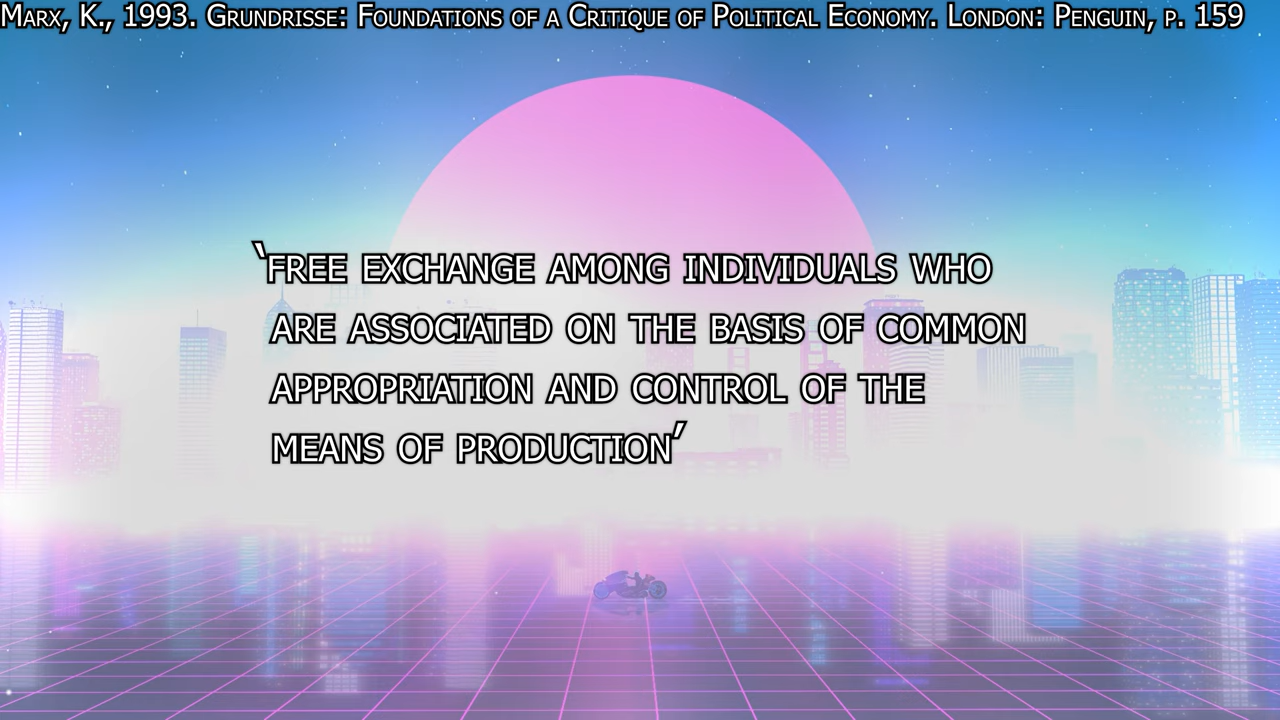 Marx, K., 1993. Grundrisse: Foundations of a Critique of Political Economy. London: Penguin, p. 159
‘free exchange among individuals who
are associated on the basis of common
appropriation and control of the
means of production’